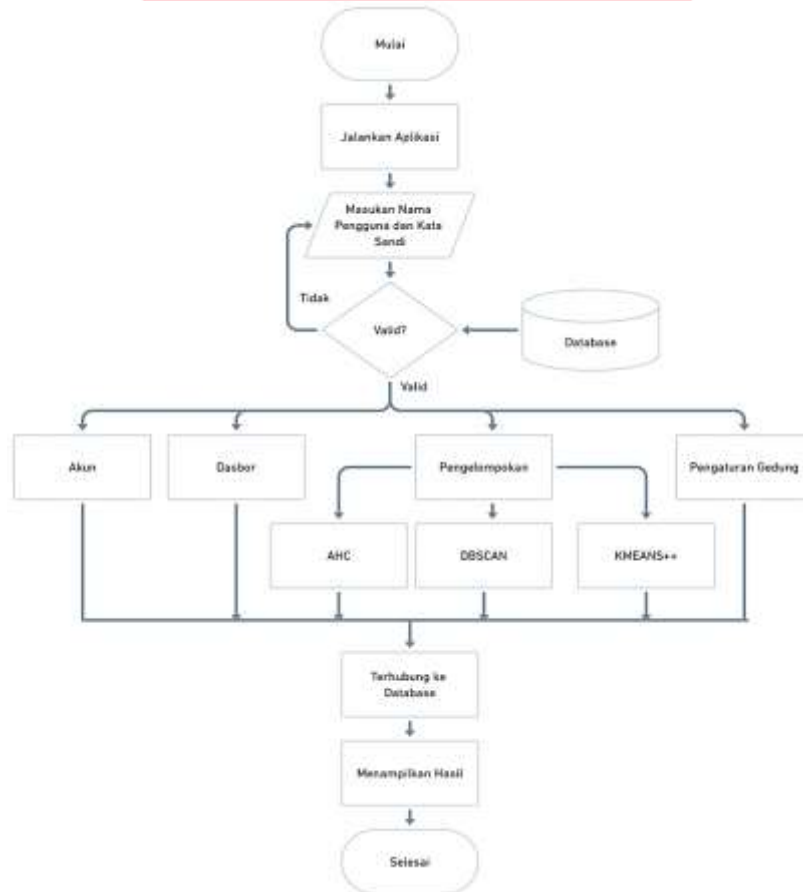 Mulai
Jalankan Aplikasi
Masukan Nama
Pengguna dan Kata
Sandi
Tidak
Valid?
Database
Valid
Akun
Dasbor
Pengelompokan
Pengaturan Gedung
AHC
DBSCAN
KMEANS++
Terhubung ke
Database
Menampilkan Hasil
Selesai